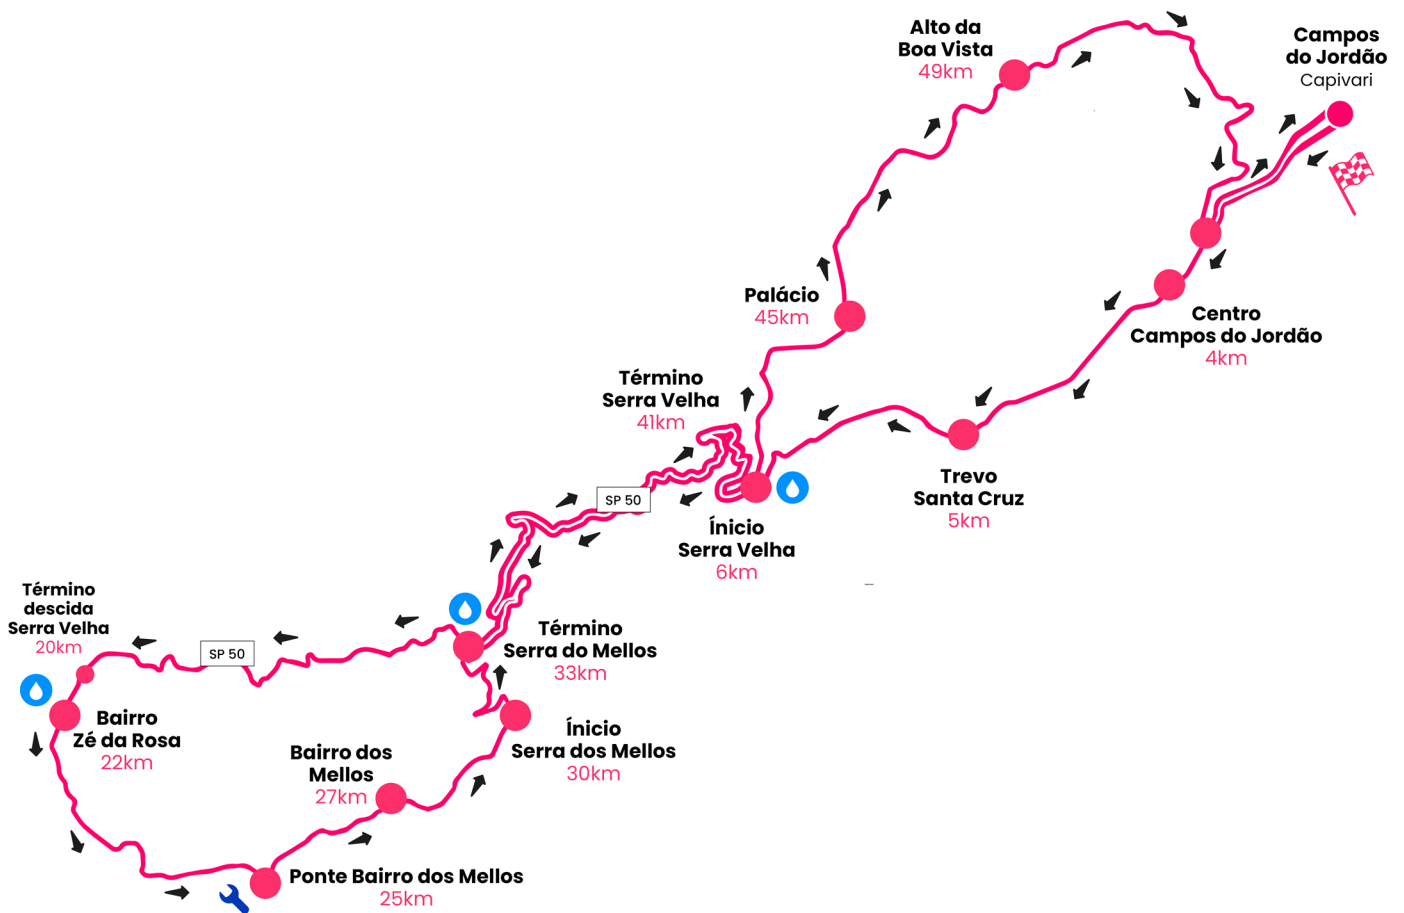 Alto da
Boa Vista
49km
Campos
do Jordão
Capivari
Palácio
45km
Centro
Campos do Jordão
4km
Término
Serra Velha
41km
Trevo
Santa Cruz
5km
SP 50
Ínicio
Serra Velha
6km
Término
descida
Serra Velha
20km
SP 50
Término
Serra do Mellos
33km
Bairro
Zé da Rosa
22km
Ínicio
Serra dos Mellos
30km
Bairro dos
Mellos
27km
Ponte Bairro dos Mellos
25km